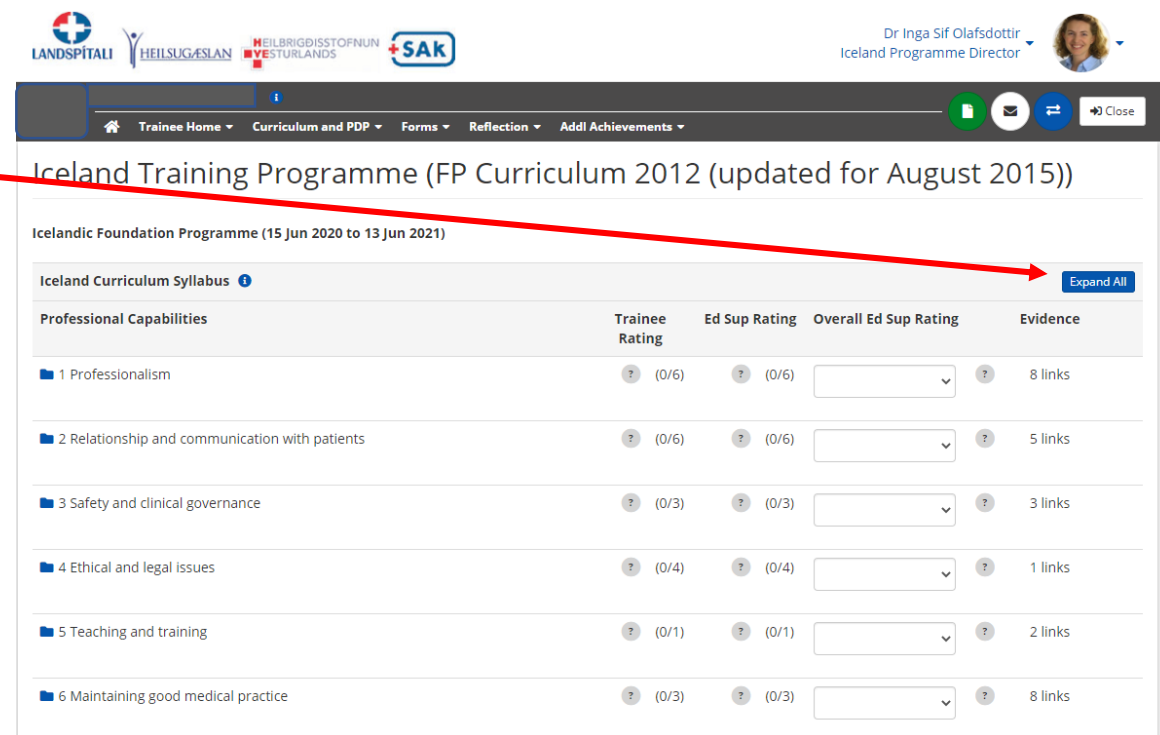 Dr Inga Sif Olafsdottir
Iceland Programme Director
LANDSPÍTALI
HEILSUGÆSLAN
HEILBRIGÐISSTOFNUN
VESTURLANDS
SAk
Trainee Home Curriculum and PDP Forms Reflection Addl Achievements Close
Iceland Training Programme (FP Curriculum 2012 (updated for August 2015))
Icelandic Foundation Programme (15 Jun 2020 to 13 Jun 2021)
Iceland Curriculum Syllabus i Expand All
Professional Capabilities Trainee Rating Ed Sup Rating Overall Ed Sup Rating Evidence
1 Professionalism ? (0/6) ? (0/6) ? 8 links
2 Relationship and communication with patients ? (0/6) ? (0/6) ? 5 links
3 Safety and clinical governance ? (0/3) ? (0/3) ? 3 links
4 Ethical and legal issues ? (0/4) ? (0/4) ? 1 links
5 Teaching and training ? (0/1) ? (0/1) ? 2 links
6 Maintaining good medical practice ? (0/3) ? (0/3) ? 8 links